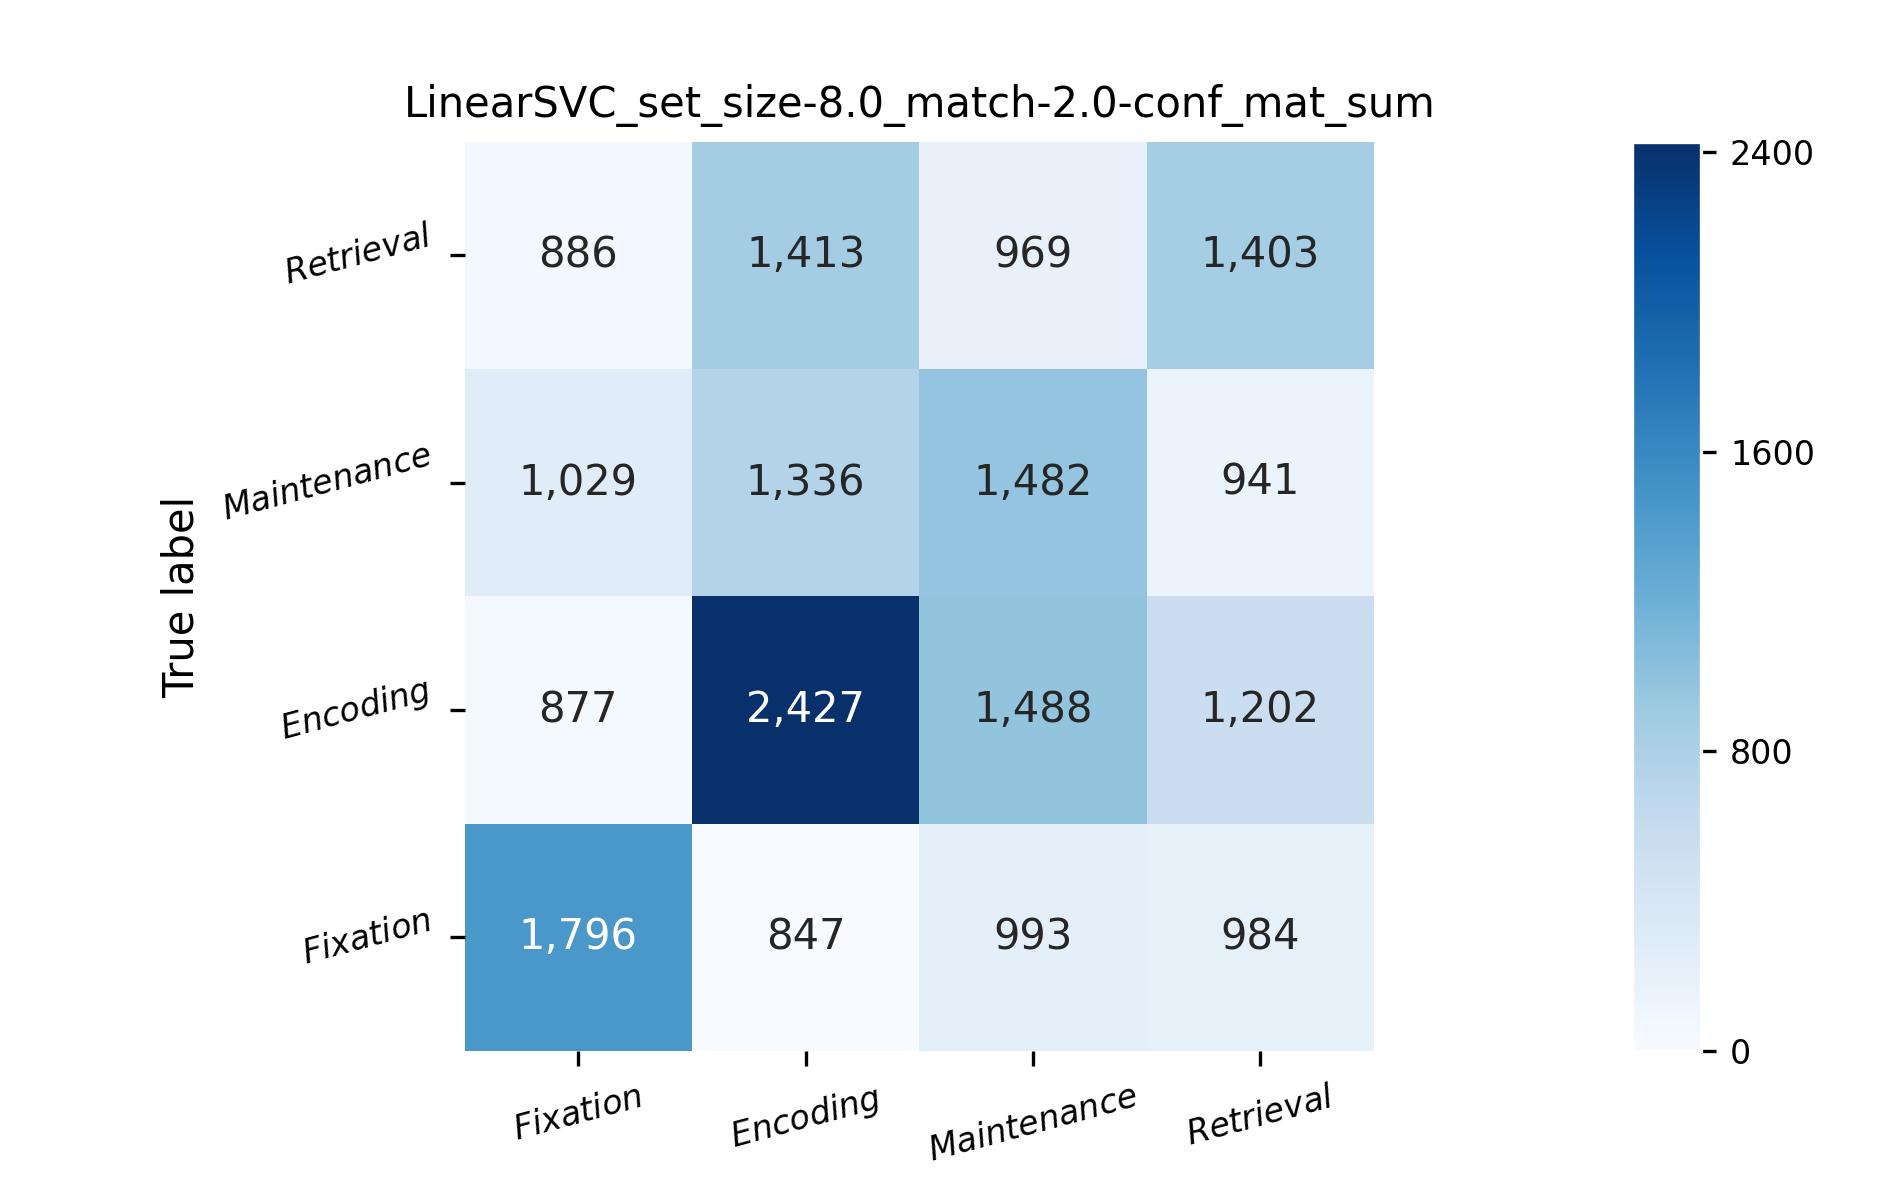 LinearSVC_set_size-8.0_match-2.0-conf_mat_sum
True label
Retrieval 886 1,413 969 1,403
Maintenance 1,029 1,336 1,482 941
Encoding 877 2,427 1,488 1,202
Fixation 1,796 847 993 984
Fixation Encoding Maintenance Retrieval
2400
1600
800
0